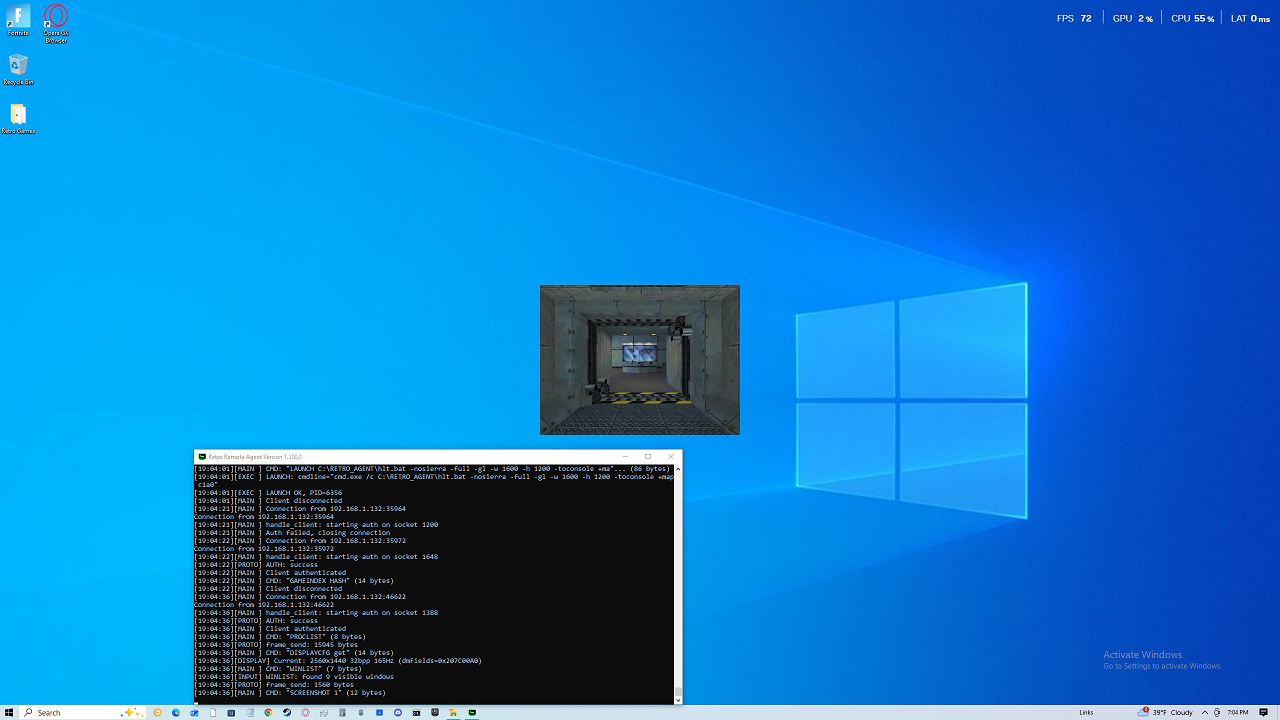 FPS 72 GPU 2 % CPU 55 % LAT 0 ms
Fortnite
Opera GX
Browser
Recycle Bin
Retro Games
Retro Remote Agent Version 1.100.1
[19:04:01][MAIN ] CMD: "LAUNCH C:\RETRO_AGENT\hlt.bat -nosierra -full -gl -w 1600 -h 1200 -toconsole +ma"... (86 bytes)
[19:04:01][EXEC ] LAUNCH: cmdline="cmd.exe /c C:\RETRO_AGENT\hlt.bat -nosierra -full -gl -w 1600 -h 1200 -toconsole +map
c1a0"
[19:04:01][EXEC ] LAUNCH OK, PID=6356
[19:04:01][MAIN ] Client disconnected
[19:04:21][MAIN ] Connection from 192.168.1.132:35964
Connection from 192.168.1.132:35964
[19:04:21][MAIN ] handle_client: starting auth on socket 1200
[19:04:21][MAIN ] Auth failed, closing connection
[19:04:22][MAIN ] Connection from 192.168.1.132:35972
Connection from 192.168.1.132:35972
[19:04:22][MAIN ] handle_client: starting auth on socket 1648
[19:04:22][PROTO] AUTH: success
[19:04:22][MAIN ] Client authenticated
[19:04:22][MAIN ] CMD: "GAMEINDEX HASH" (14 bytes)
[19:04:22][MAIN ] Client disconnected
[19:04:36][MAIN ] Connection from 192.168.1.132:46622
Connection from 192.168.1.132:46622
[19:04:36][MAIN ] handle_client: starting auth on socket 1388
[19:04:36][PROTO] AUTH: success
[19:04:36][MAIN ] Client authenticated
[19:04:36][MAIN ] CMD: "PROCLIST" (8 bytes)
[19:04:36][PROTO] frame_send: 15945 bytes
[19:04:36][MAIN ] CMD: "DISPLAYCFG get" (14 bytes)
[19:04:36][DISPLAY] Current: 2560x1440 32bpp 165Hz (dmFields=0x207C00A0)
[19:04:36][MAIN ] CMD: "WINLIST" (7 bytes)
[19:04:36][INPUT] WINLIST: found 9 visible windows
[19:04:36][PROTO] frame_send: 1560 bytes
[19:04:36][MAIN ] CMD: "SCREENSHOT 1" (12 bytes)
Activate Windows
Go to Settings to activate Windows.
Search
Links
39°F Cloudy
7:04 PM